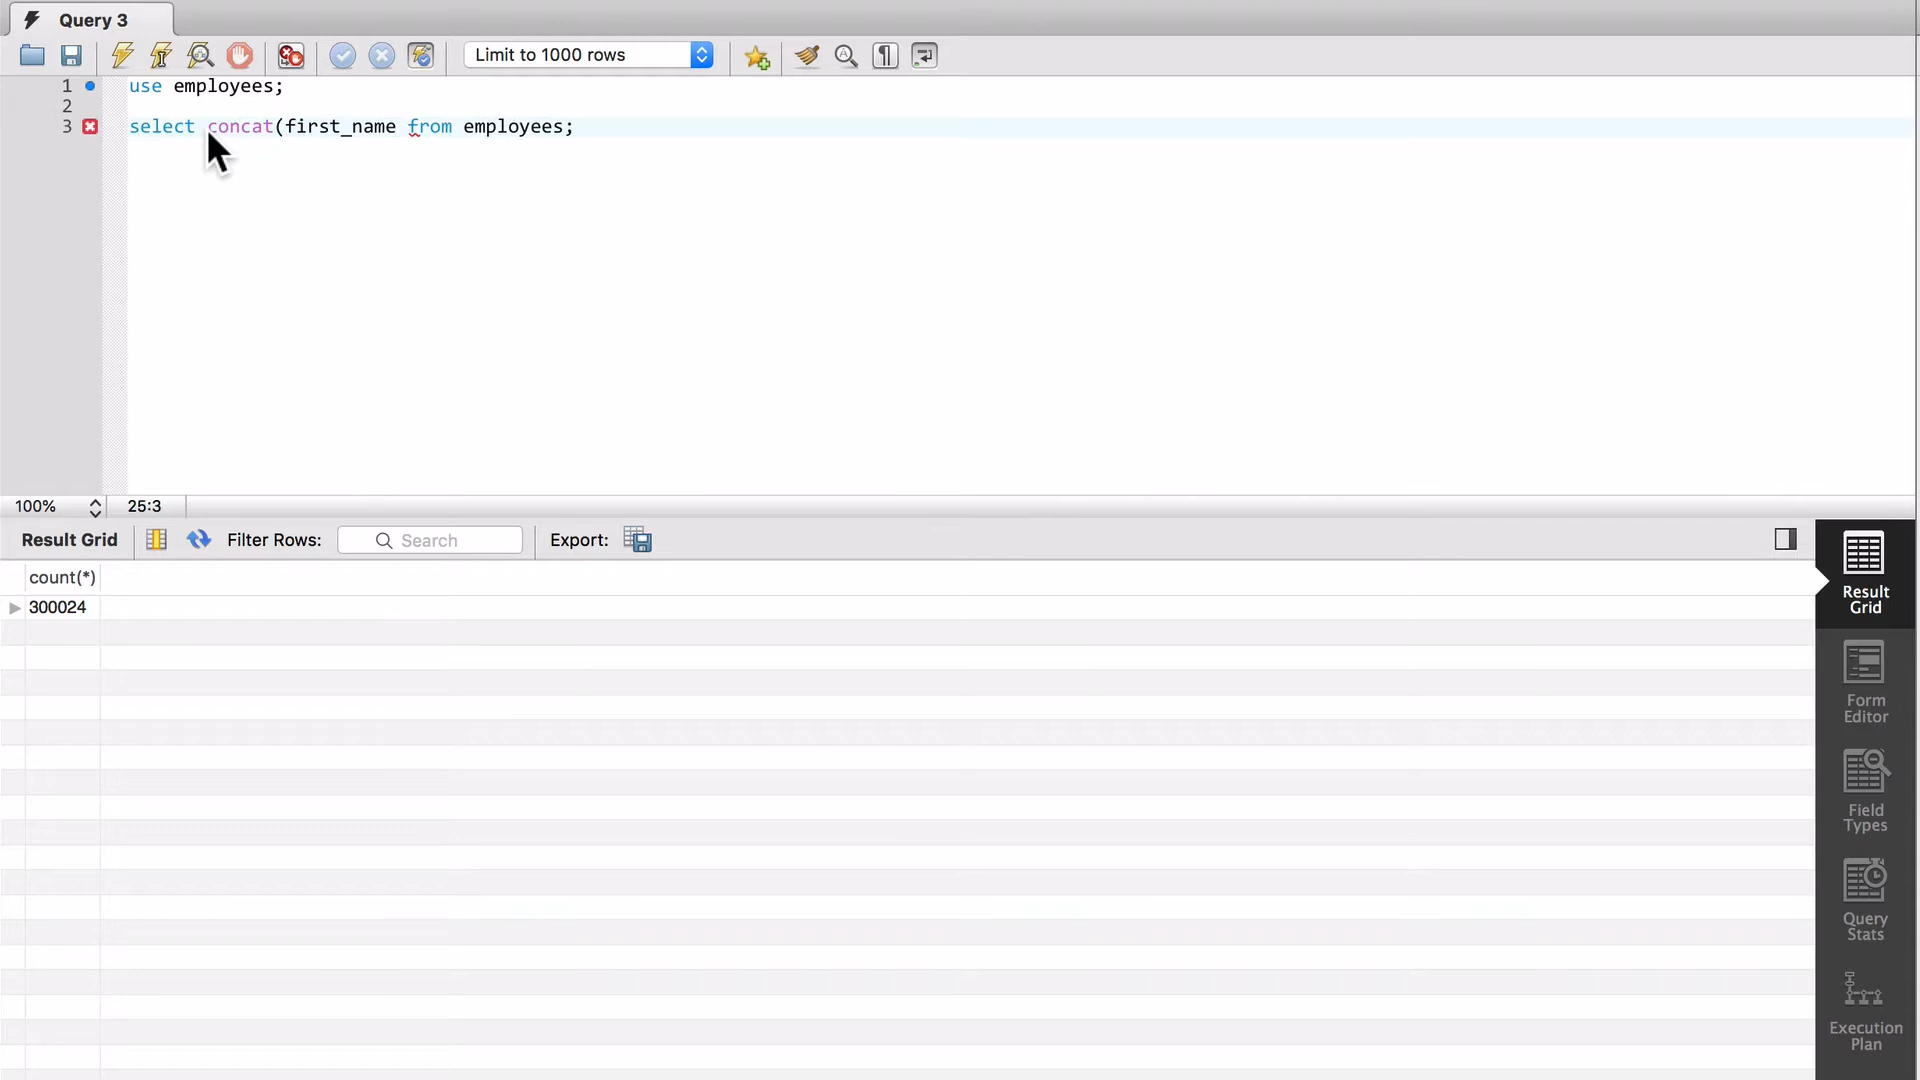 Query 3
Limit to 1000 rows
1 use employees;
2
3 select concat(first_name from employees;
100% 25:3
Result Grid Filter Rows: Search Export:
count(*)
300024
Result
Grid
Form
Editor
Field
Types
Query
Stats
Execution
Plan